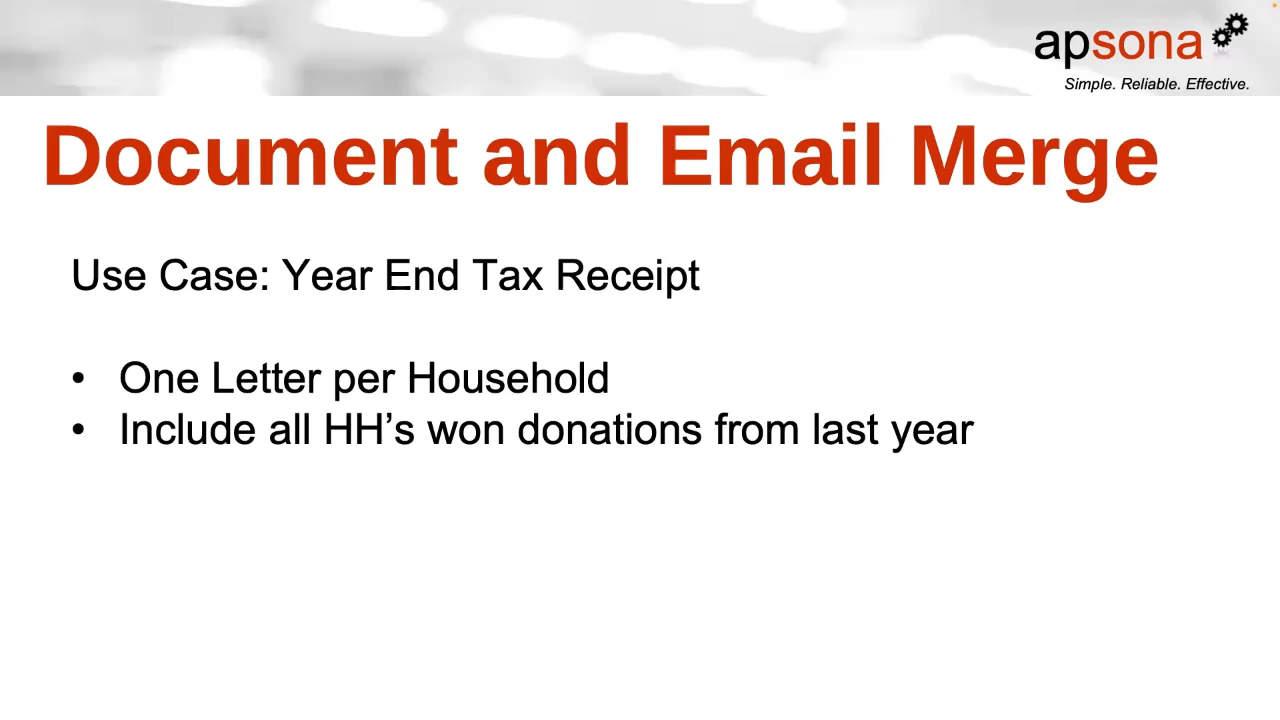 apsona
Simple. Reliable. Effective.
Document and Email Merge
Use Case: Year End Tax Receipt
• One Letter per Household
• Include all HH’s won donations from last year